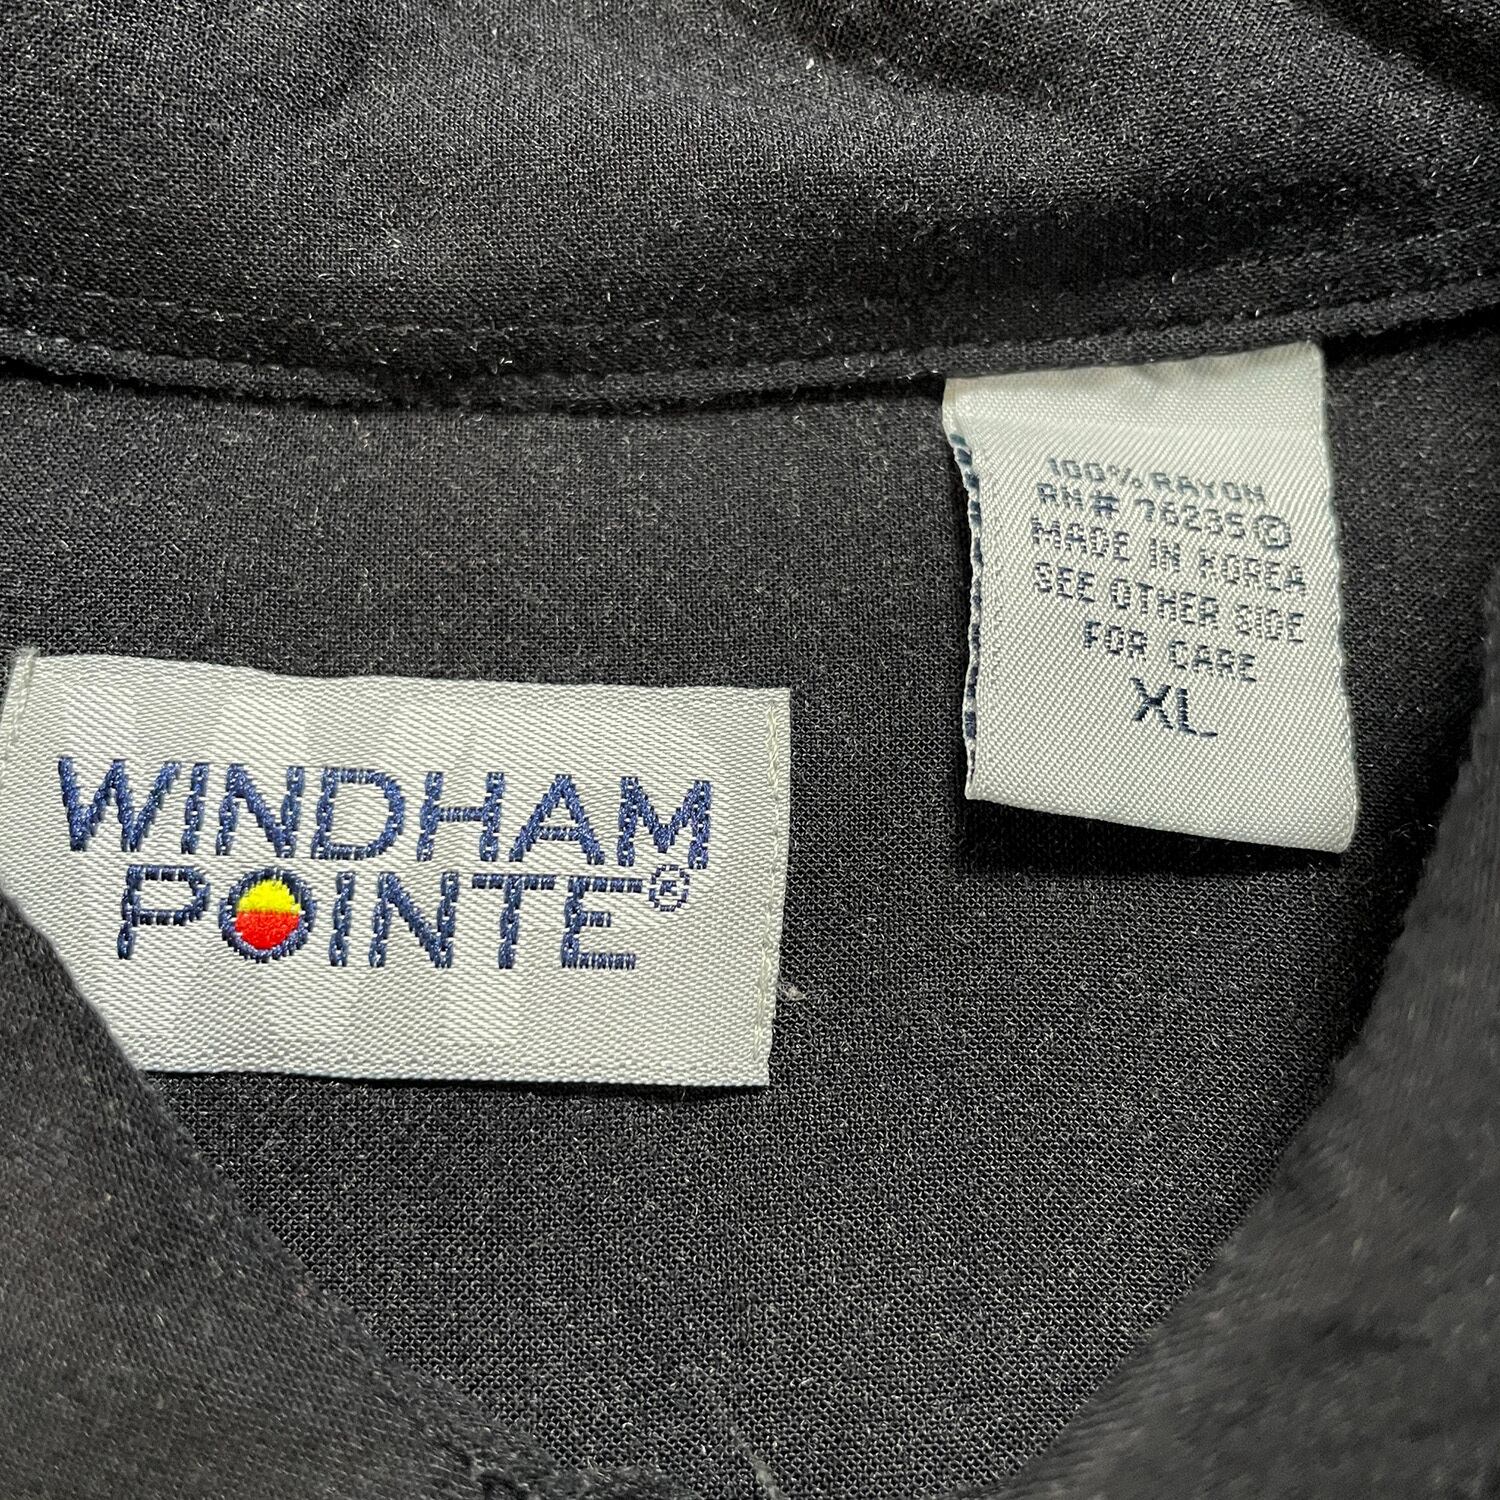 WINDHAM
POINTE®
100% RAYON
RN# 76235 ©
MADE IN KOREA
SEE OTHER SIDE
FOR CARE
XL